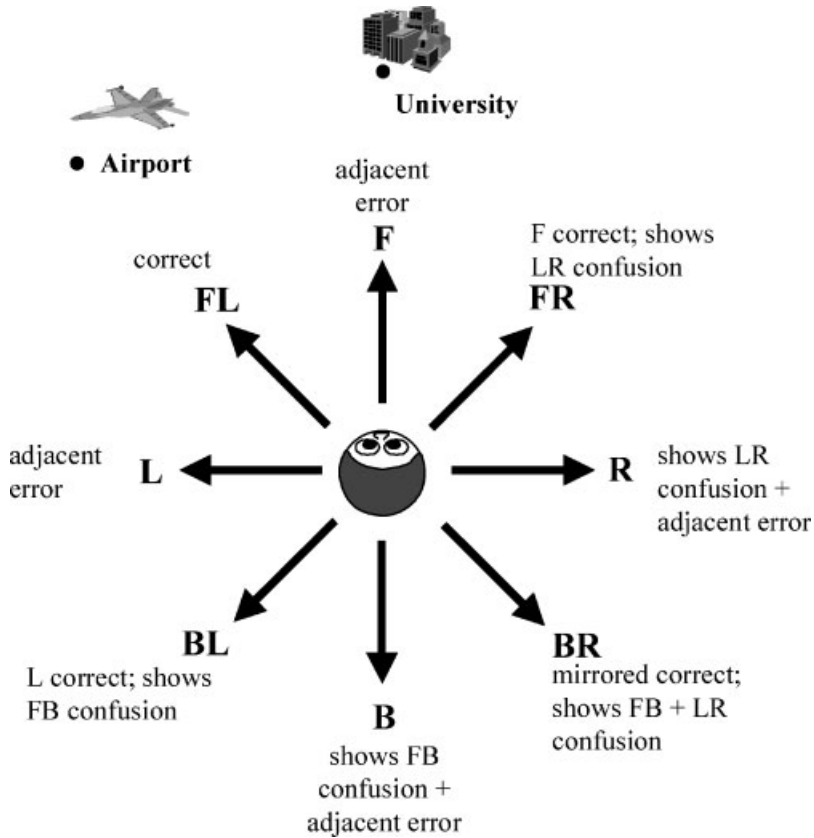 University
Airport
adjacent
error
F
correct
FL
F correct; shows
LR confusion
FR
adjacent
error
L
R
shows LR
confusion +
adjacent error
BL
L correct; shows
FB confusion
B
shows FB
confusion +
adjacent error
BR
mirrored correct;
shows FB + LR
confusion